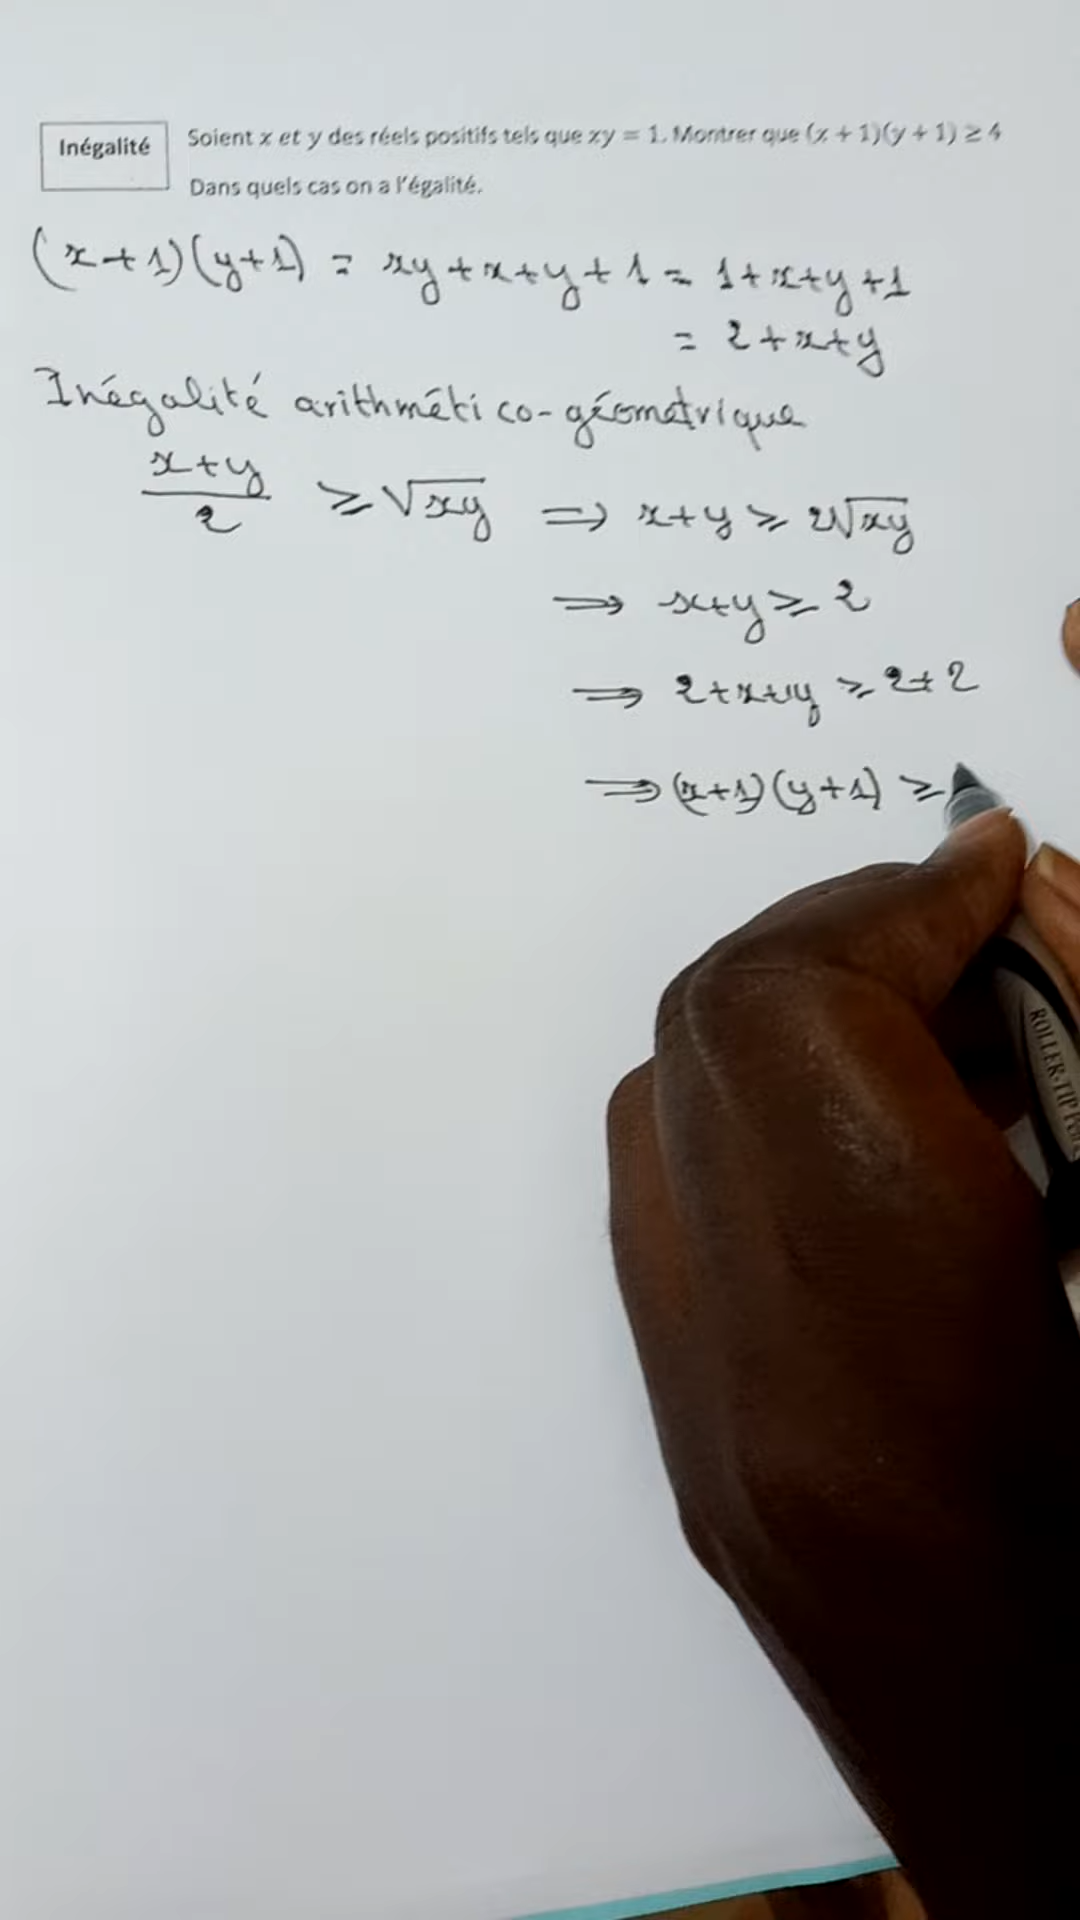 Inégalité
Soient x et y des réels positifs tels que xy = 1. Montrer que (x + 1)(y + 1) ≥ 4
Dans quels cas on a l'égalité.
(x+1)(y+1) = xy+x+y+1 = 1+x+y+1
= 2+x+y
Inégalité arithmético-géométrique
(x+y)/2 ≥ √xy ⟹ x+y ≥ 2√xy
⟹ x+y ≥ 2
⟹ 2+x+y ≥ 2+2
⟹ (x+1)(y+1) ≥
ROLLER-TIP